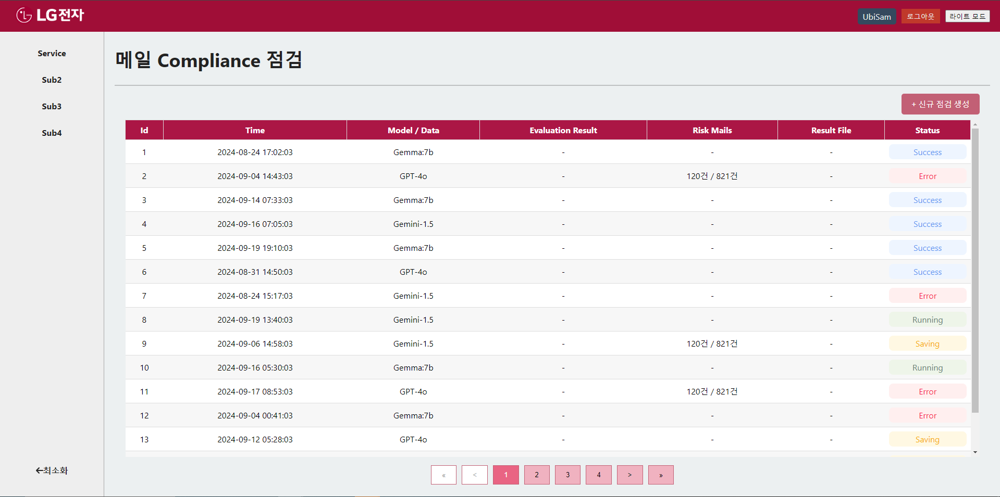 LG전자
UbiSam 로그아웃 라이트 모드
Service
Sub2
Sub3
Sub4
←최소화
메일 Compliance 점검
+ 신규 점검 생성
Id Time Model / Data Evaluation Result Risk Mails Result File Status
1 2024-08-24 17:02:03 Gemma:7b - - - Success
2 2024-09-04 14:43:03 GPT-4o - 120건 / 821건 - Error
3 2024-09-14 07:33:03 Gemma:7b - - - Success
4 2024-09-16 07:05:03 Gemini-1.5 - - - Success
5 2024-09-19 19:10:03 Gemma:7b - - - Success
6 2024-08-31 14:50:03 GPT-4o - - - Success
7 2024-08-24 15:17:03 Gemini-1.5 - - - Error
8 2024-09-19 13:40:03 Gemini-1.5 - - - Running
9 2024-09-06 14:58:03 Gemini-1.5 - 120건 / 821건 - Saving
10 2024-09-16 05:30:03 Gemma:7b - - - Running
11 2024-09-17 08:53:03 GPT-4o - 120건 / 821건 - Error
12 2024-09-04 00:41:03 Gemma:7b - - - Error
13 2024-09-12 05:28:03 GPT-4o - - - Saving
« < 1 2 3 4 > »